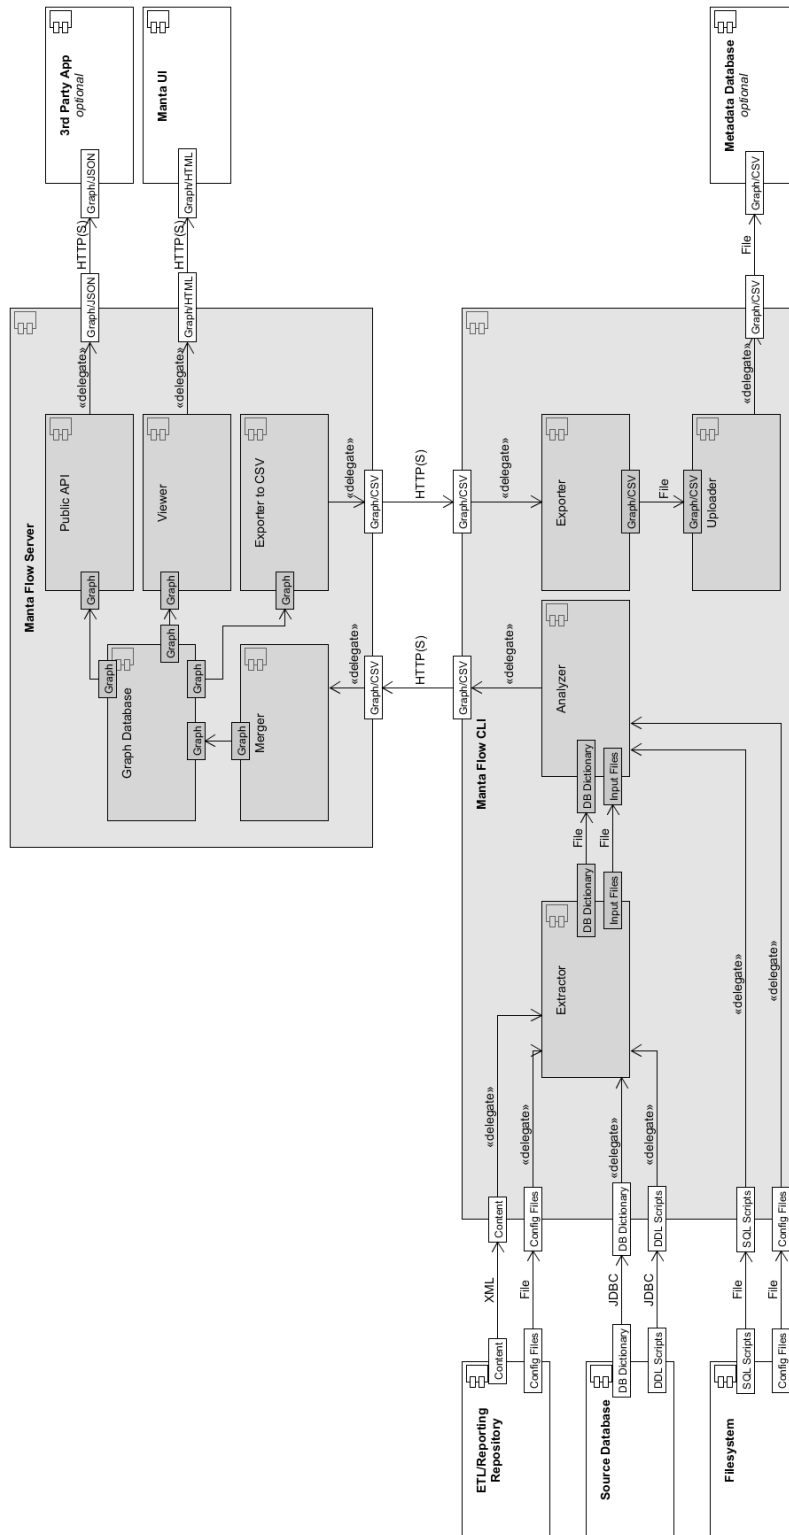 Manta Flow Server
Graph Database
Graph
Graph
Graph
Graph
Merger
Graph
Public API
Graph
Viewer
Graph
Exporter to CSV
Graph
«delegate»
Graph/JSON
HTTP(S)
Graph/JSON
3rd Party App
optional
«delegate»
Graph/HTML
HTTP(S)
Graph/HTML
Manta UI
«delegate»
Graph/CSV
HTTP(S)
Graph/CSV
«delegate»
«delegate»
Graph/CSV
HTTP(S)
Graph/CSV
«delegate»
Manta Flow CLI
ETL/Reporting
Repository
Content
XML
Content
«delegate»
Config Files
File
Config Files
«delegate»
Source Database
DB Dictionary
JDBC
DB Dictionary
«delegate»
DDL Scripts
JDBC
DDL Scripts
«delegate»
Filesystem
SQL Scripts
File
SQL Scripts
«delegate»
Config Files
File
Config Files
«delegate»
Extractor
DB Dictionary
File
DB Dictionary
Input Files
File
Input Files
Analyzer
Exporter
Graph/CSV
File
Graph/CSV
Uploader
«delegate»
Graph/CSV
File
Graph/CSV
Metadata Database
optional